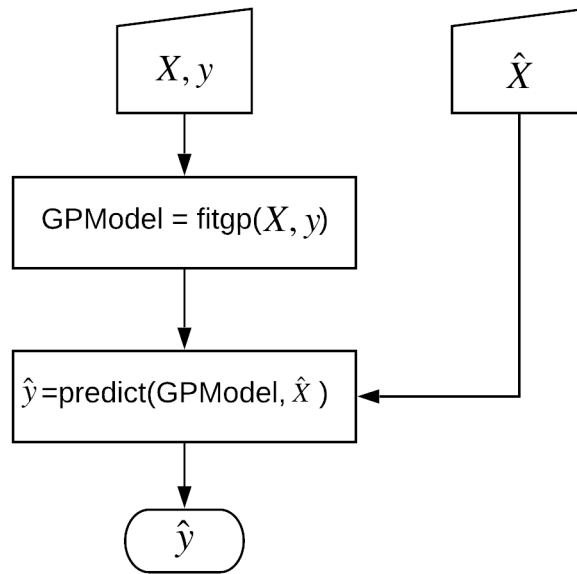 X, y
X̂
GPModel = fitgp(X, y)
ŷ=predict(GPModel, X̂ )
ŷ